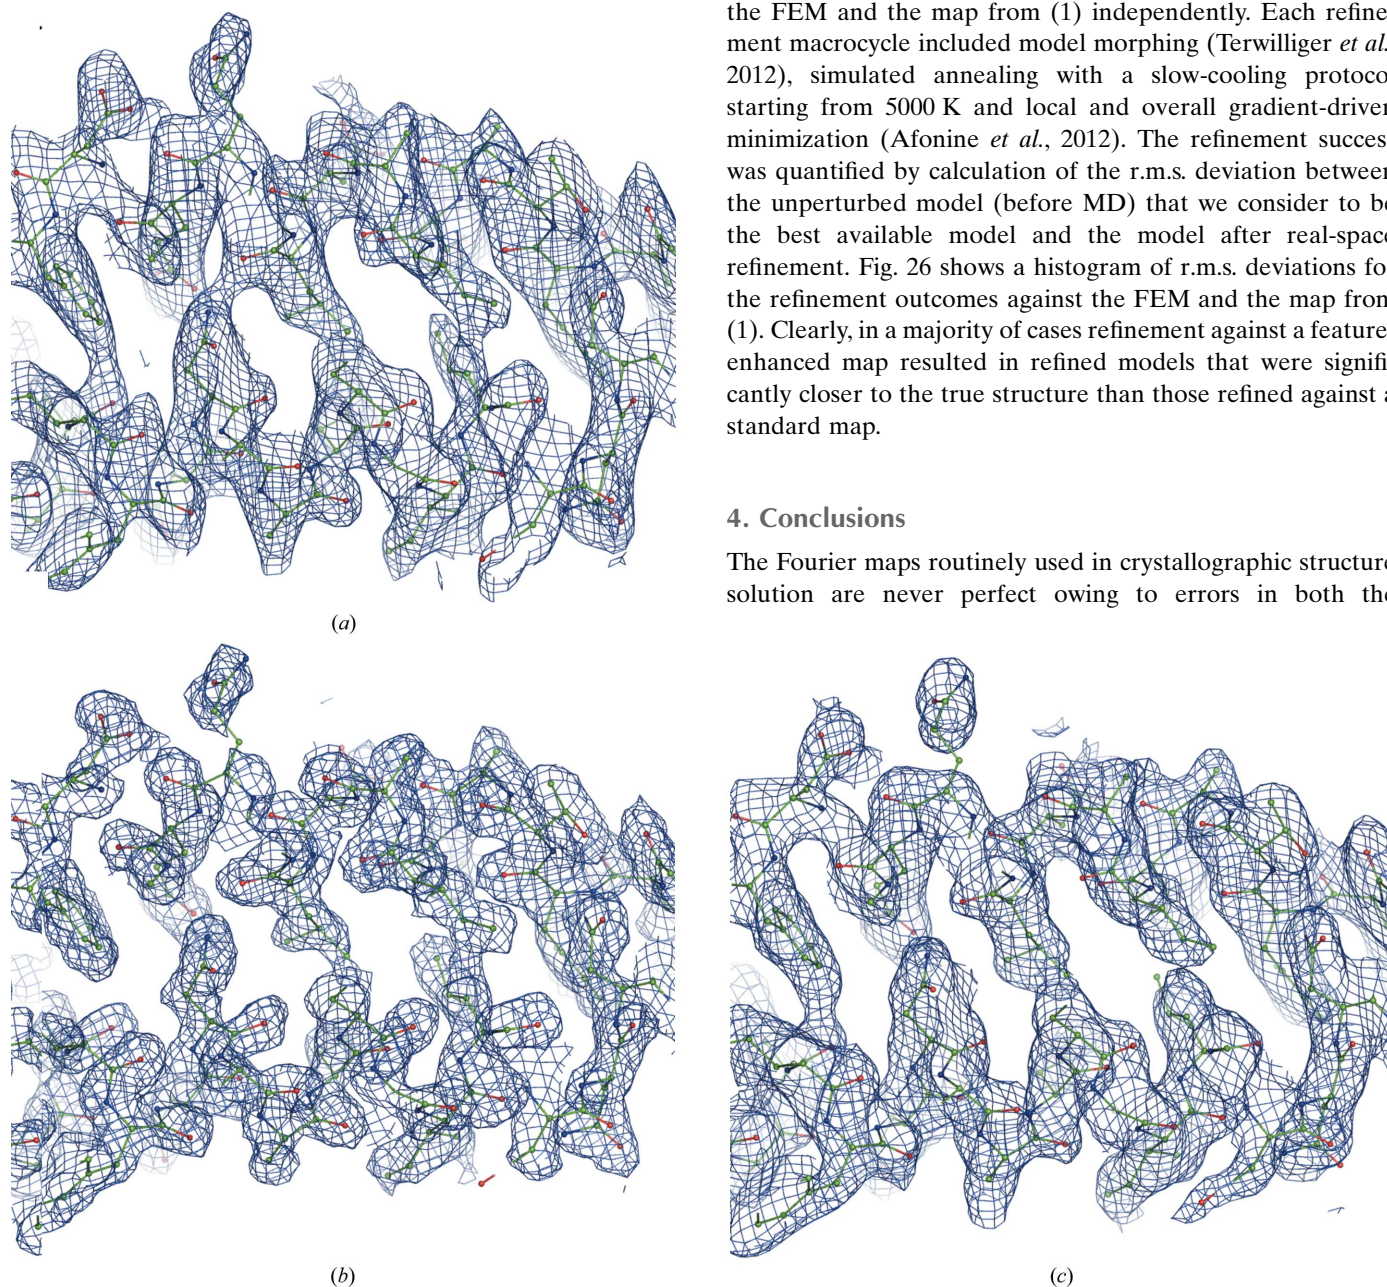 the FEM and the map from (1) independently. Each refine
ment macrocycle included model morphing (Terwilliger et al.
2012), simulated annealing with a slow-cooling protoco
starting from 5000 K and local and overall gradient-driven
minimization (Afonine et al., 2012). The refinement success
was quantified by calculation of the r.m.s. deviation between
the unperturbed model (before MD) that we consider to be
the best available model and the model after real-space
refinement. Fig. 26 shows a histogram of r.m.s. deviations fo
the refinement outcomes against the FEM and the map from
(1). Clearly, in a majority of cases refinement against a feature
enhanced map resulted in refined models that were signifi
cantly closer to the true structure than those refined against a
standard map.
4. Conclusions
The Fourier maps routinely used in crystallographic structure
solution are never perfect owing to errors in both the
(a)
(b)
(c)